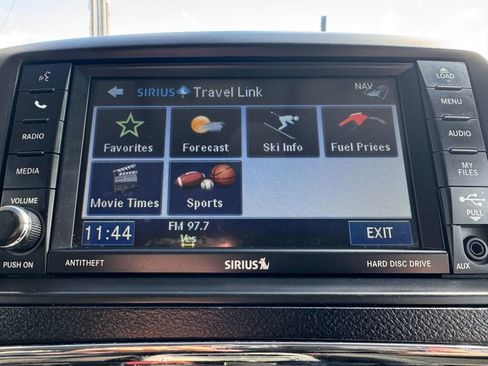 SIRIUS Travel Link
NAV
LOAD
MENU
RADIO
AUDIO
Favorites
Forecast
Ski Info
Fuel Prices
MEDIA
MY
FILES
Movie Times
Sports
VOLUME
PULL
11:44
FM 97.7
Yes
EXIT
PUSH ON
ANTITHEFT
SIRIUS
HARD DISC DRIVE
AUX